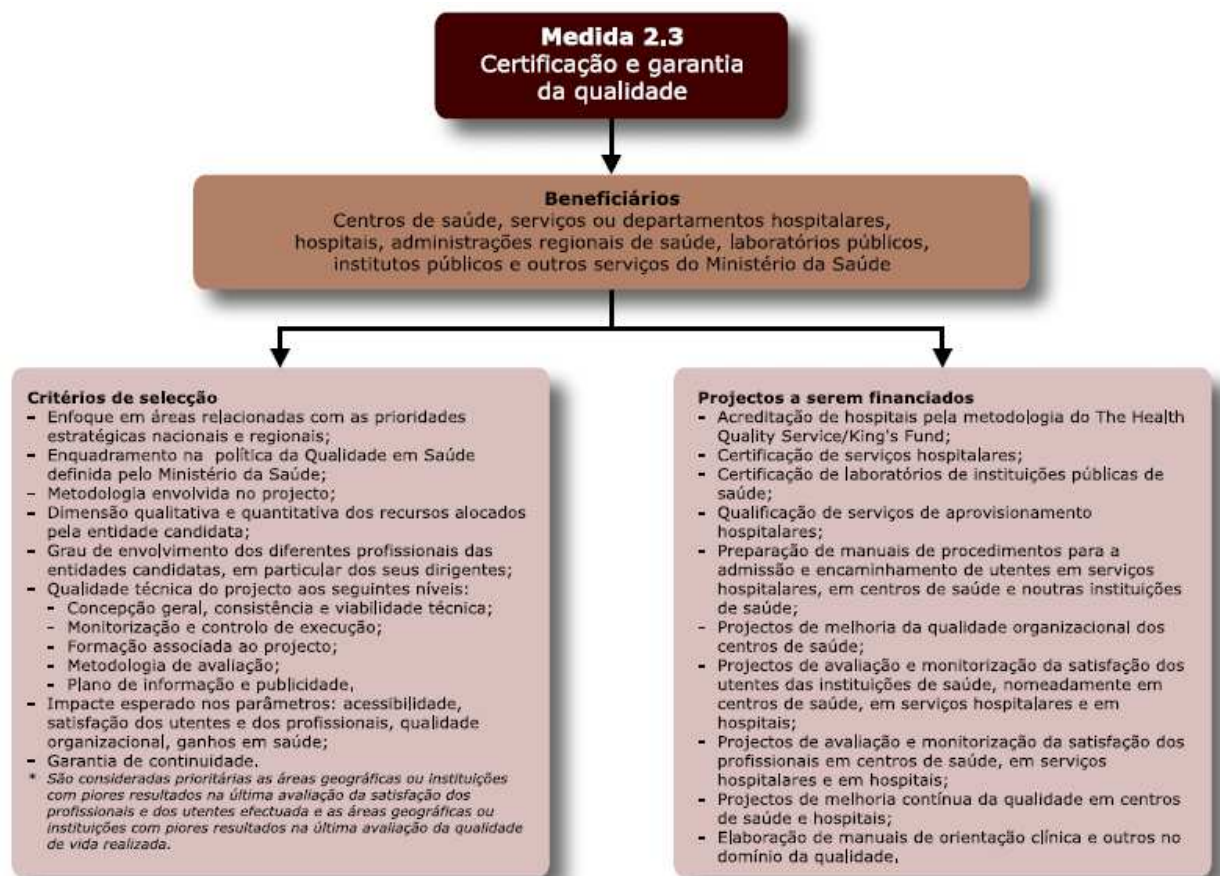 Medida 2.3
Certificação e garantia
da qualidade
Beneficiários
Centros de saúde, serviços ou departamentos hospitalares,
hospitais, administrações regionais de saúde, laboratórios públicos,
institutos públicos e outros serviços do Ministério da Saúde
Critérios de selecção
- Enfoque em áreas relacionadas com as prioridades
estratégicas nacionais e regionais;
- Enquadramento na política da Qualidade em Saúde
definida pelo Ministério da Saúde;
- Metodologia envolvida no projecto;
- Dimensão qualitativa e quantitativa dos recursos alocados
pela entidade candidata;
- Grau de envolvimento dos diferentes profissionais das
entidades candidatas, em particular dos seus dirigentes;
- Qualidade técnica do projecto aos seguintes níveis:
- Concepção geral, consistência e viabilidade técnica;
- Monitorização e controlo de execução;
- Formação associada ao projecto;
- Metodologia de avaliação;
- Plano de informação e publicidade.
- Impacte esperado nos parâmetros: acessibilidade,
satisfação dos utentes e dos profissionais, qualidade
organizacional, ganhos em saúde;
- Garantia de continuidade.
* São consideradas prioritárias as áreas geográficas ou instituições
com piores resultados na última avaliação da satisfação dos
profissionais e dos utentes efectuada e as áreas geográficas ou
instituições com piores resultados na última avaliação da qualidade
de vida realizada.
Projectos a serem financiados
- Acreditação de hospitais pela metodologia do The Health
Quality Service/King's Fund;
- Certificação de serviços hospitalares;
- Certificação de laboratórios de instituições públicas de
saúde;
- Qualificação de serviços de aprovisionamento
hospitalares;
- Preparação de manuais de procedimentos para a
admissão e encaminhamento de utentes em serviços
hospitalares, em centros de saúde e noutras instituições
de saúde;
- Projectos de melhoria da qualidade organizacional dos
centros de saúde;
- Projectos de avaliação e monitorização da satisfação dos
utentes das instituições de saúde, nomeadamente em
centros de saúde, em serviços hospitalares e em
hospitais;
- Projectos de avaliação e monitorização da satisfação dos
profissionais em centros de saúde, em serviços
hospitalares e em hospitais;
- Projectos de melhoria contínua da qualidade em centros
de saúde e hospitais;
- Elaboração de manuais de orientação clínica e outros no
domínio da qualidade.